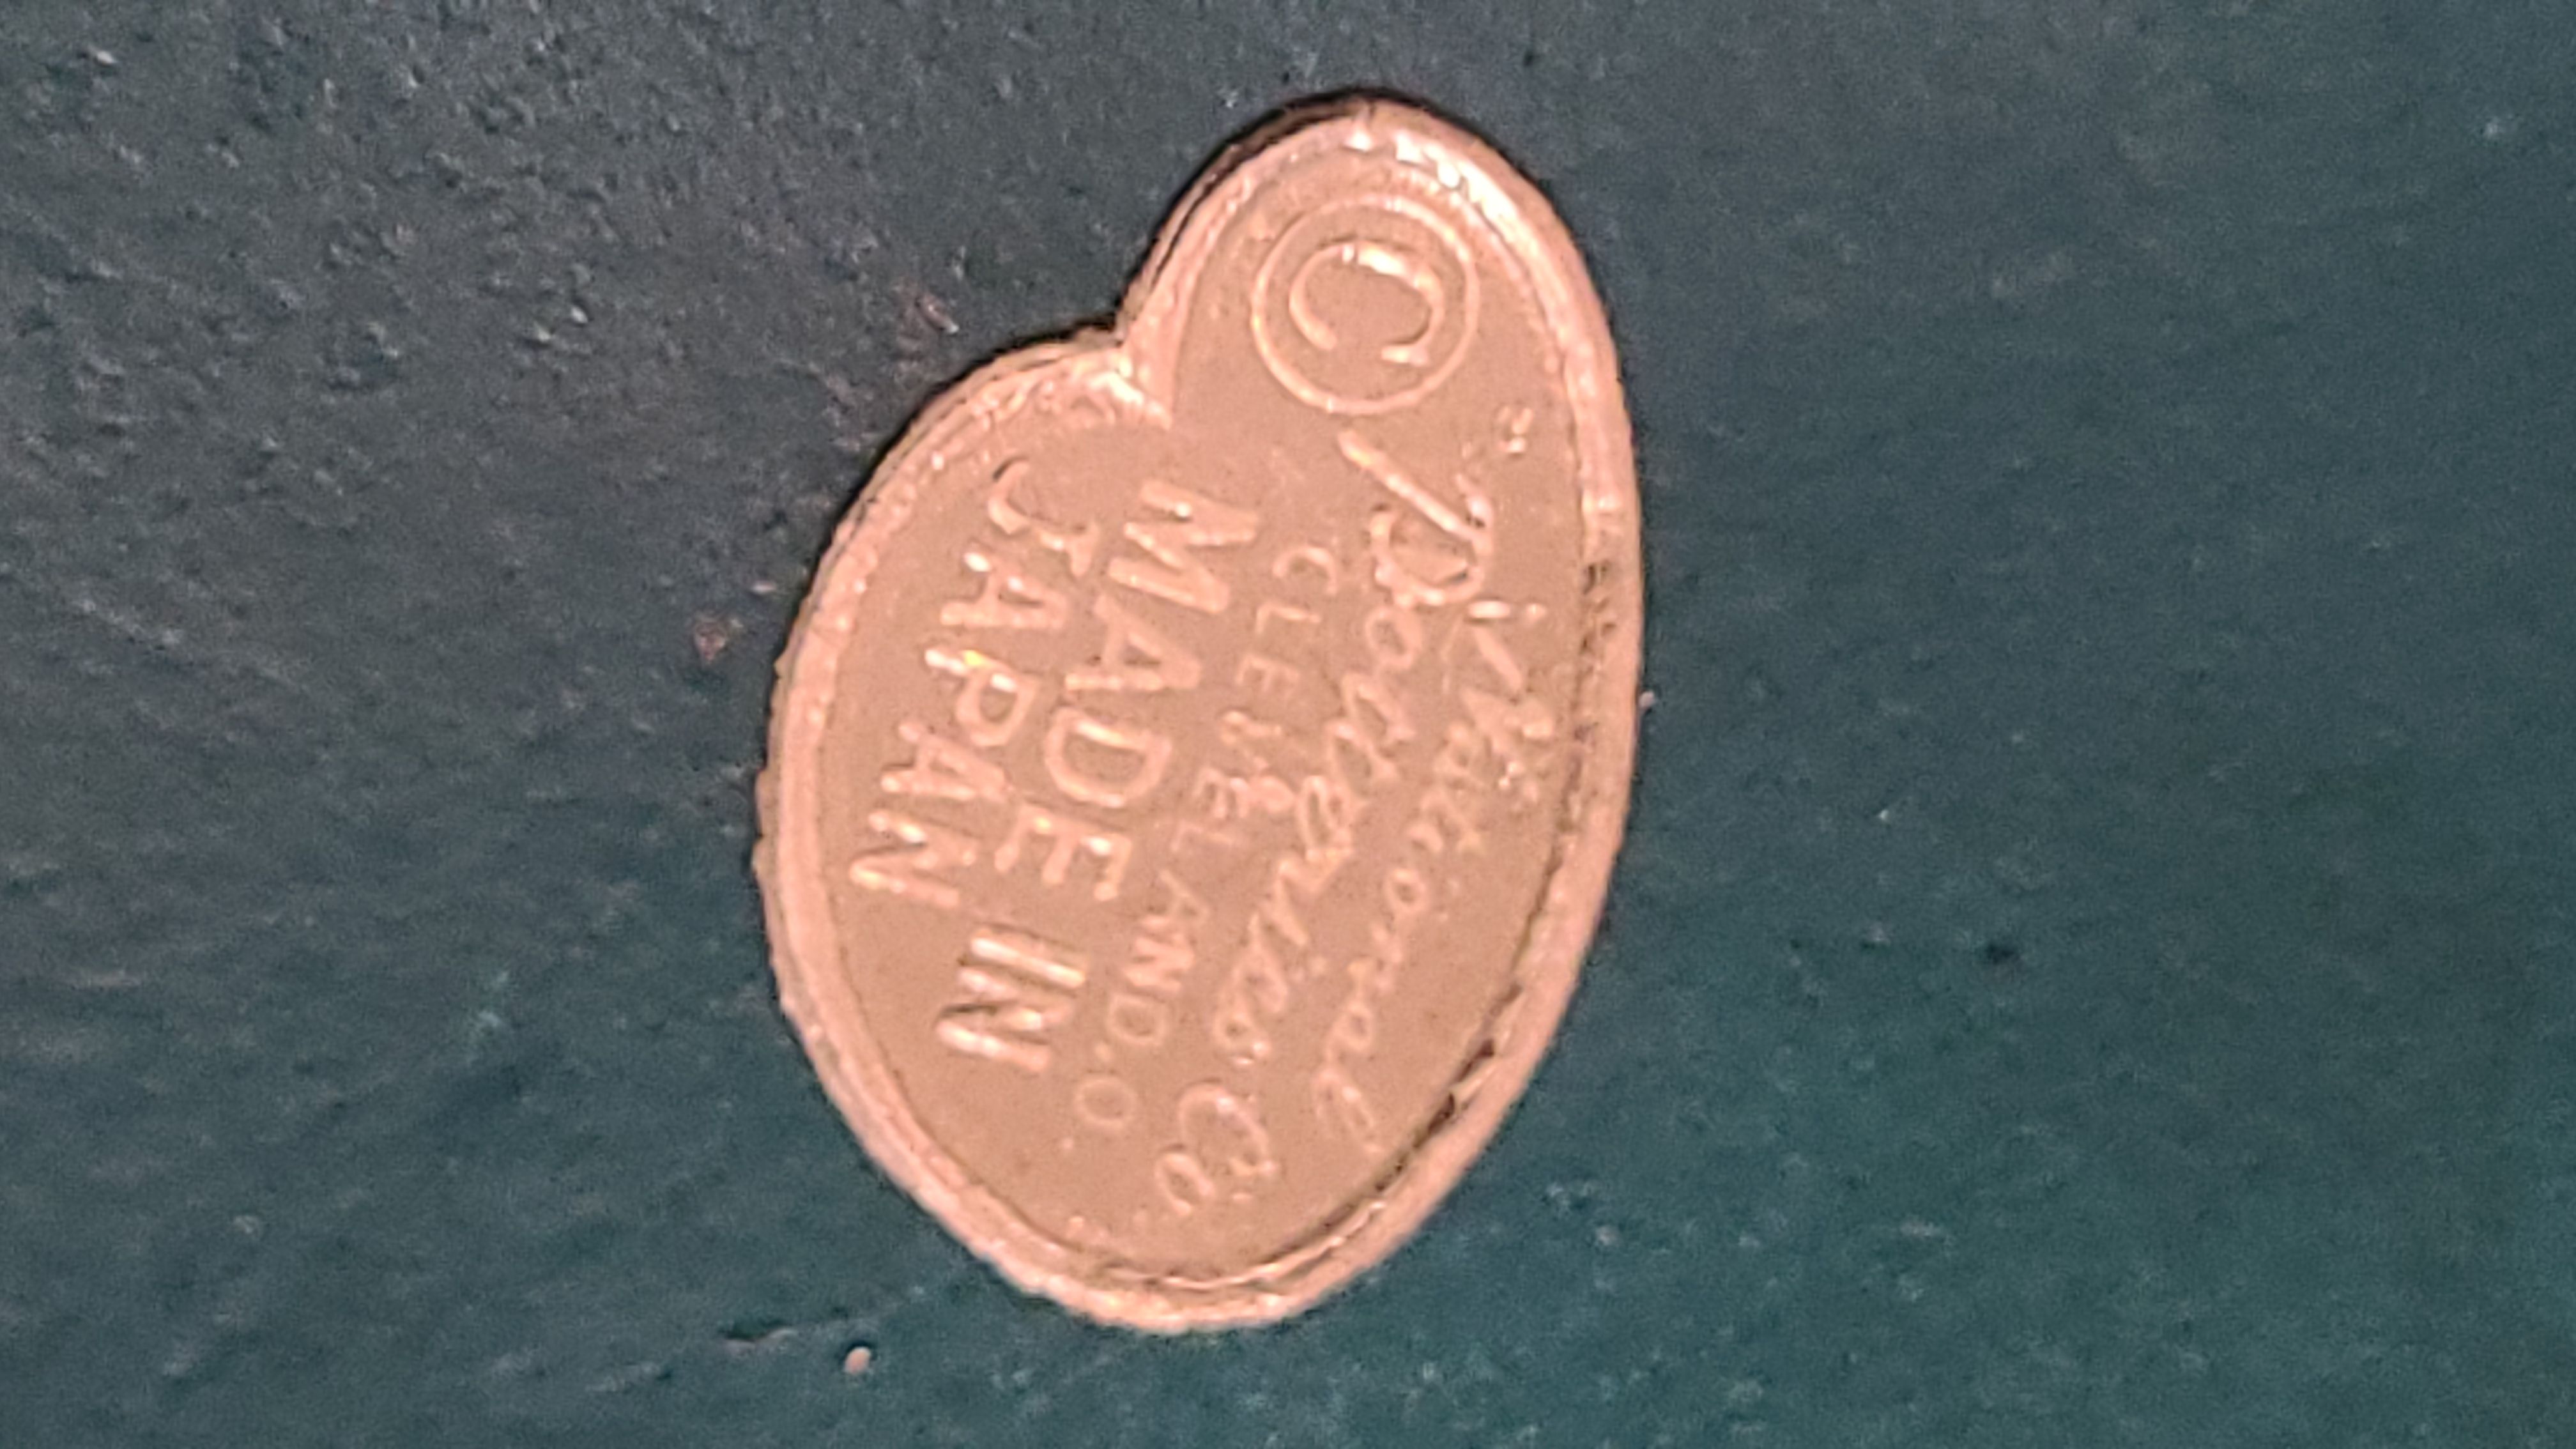 ©
National
Potteries Co
CLEVELAND.O.
MADE IN
JAPAN